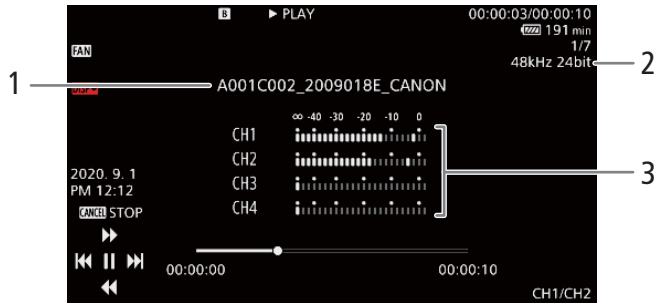 B ▶ PLAY 00:00:03/00:00:10
191 min
FAN 1/7
48kHz 24bit 2
1 DISP A001C002_2009018E_CANON
∞ -40 -30 -20 -10 0
CH1
CH2
3
2020. 9. 1 CH3
PM 12:12
CANCEL STOP CH4
00:00:00 00:00:10
CH1/CH2